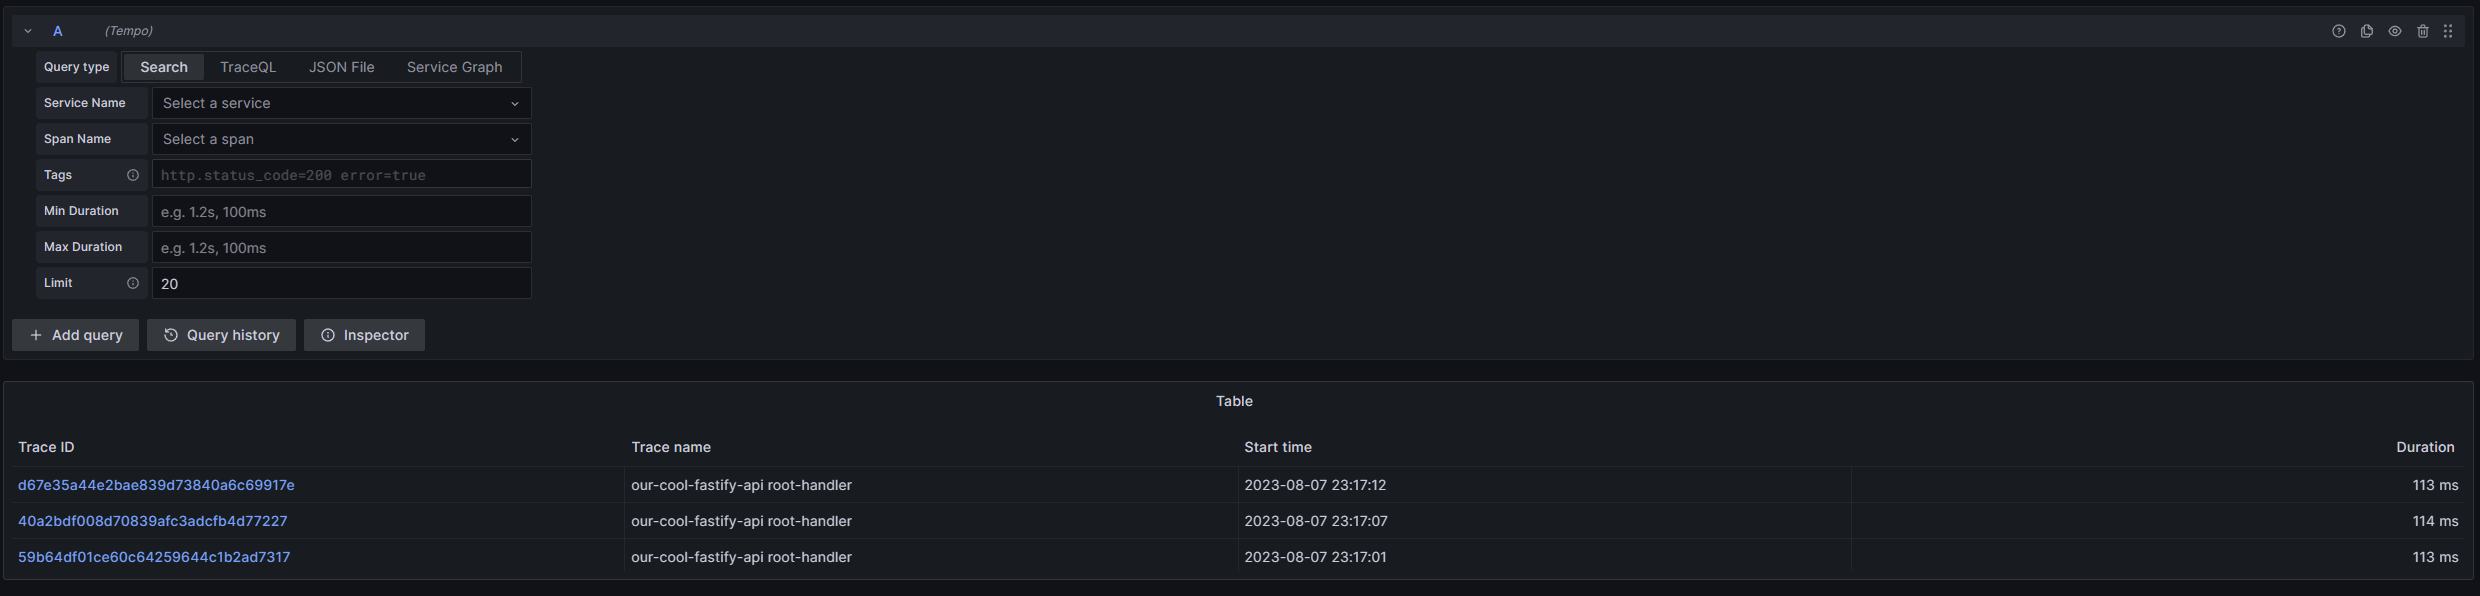 A (Tempo)
Query type Search TraceQL JSON File Service Graph
Service Name Select a service
Span Name Select a span
Tags http.status_code=200 error=true
Min Duration e.g. 1.2s, 100ms
Max Duration e.g. 1.2s, 100ms
Limit 20
Add query Query history Inspector
Table
Trace ID Trace name Start time Duration
d67e35a44e2bae839d73840a6c69917e our-cool-fastify-api root-handler 2023-08-07 23:17:12 113 ms
40a2bdf008d70839afc3adcfb4d77227 our-cool-fastify-api root-handler 2023-08-07 23:17:07 114 ms
59b64df01ce60c64259644c1b2ad7317 our-cool-fastify-api root-handler 2023-08-07 23:17:01 113 ms